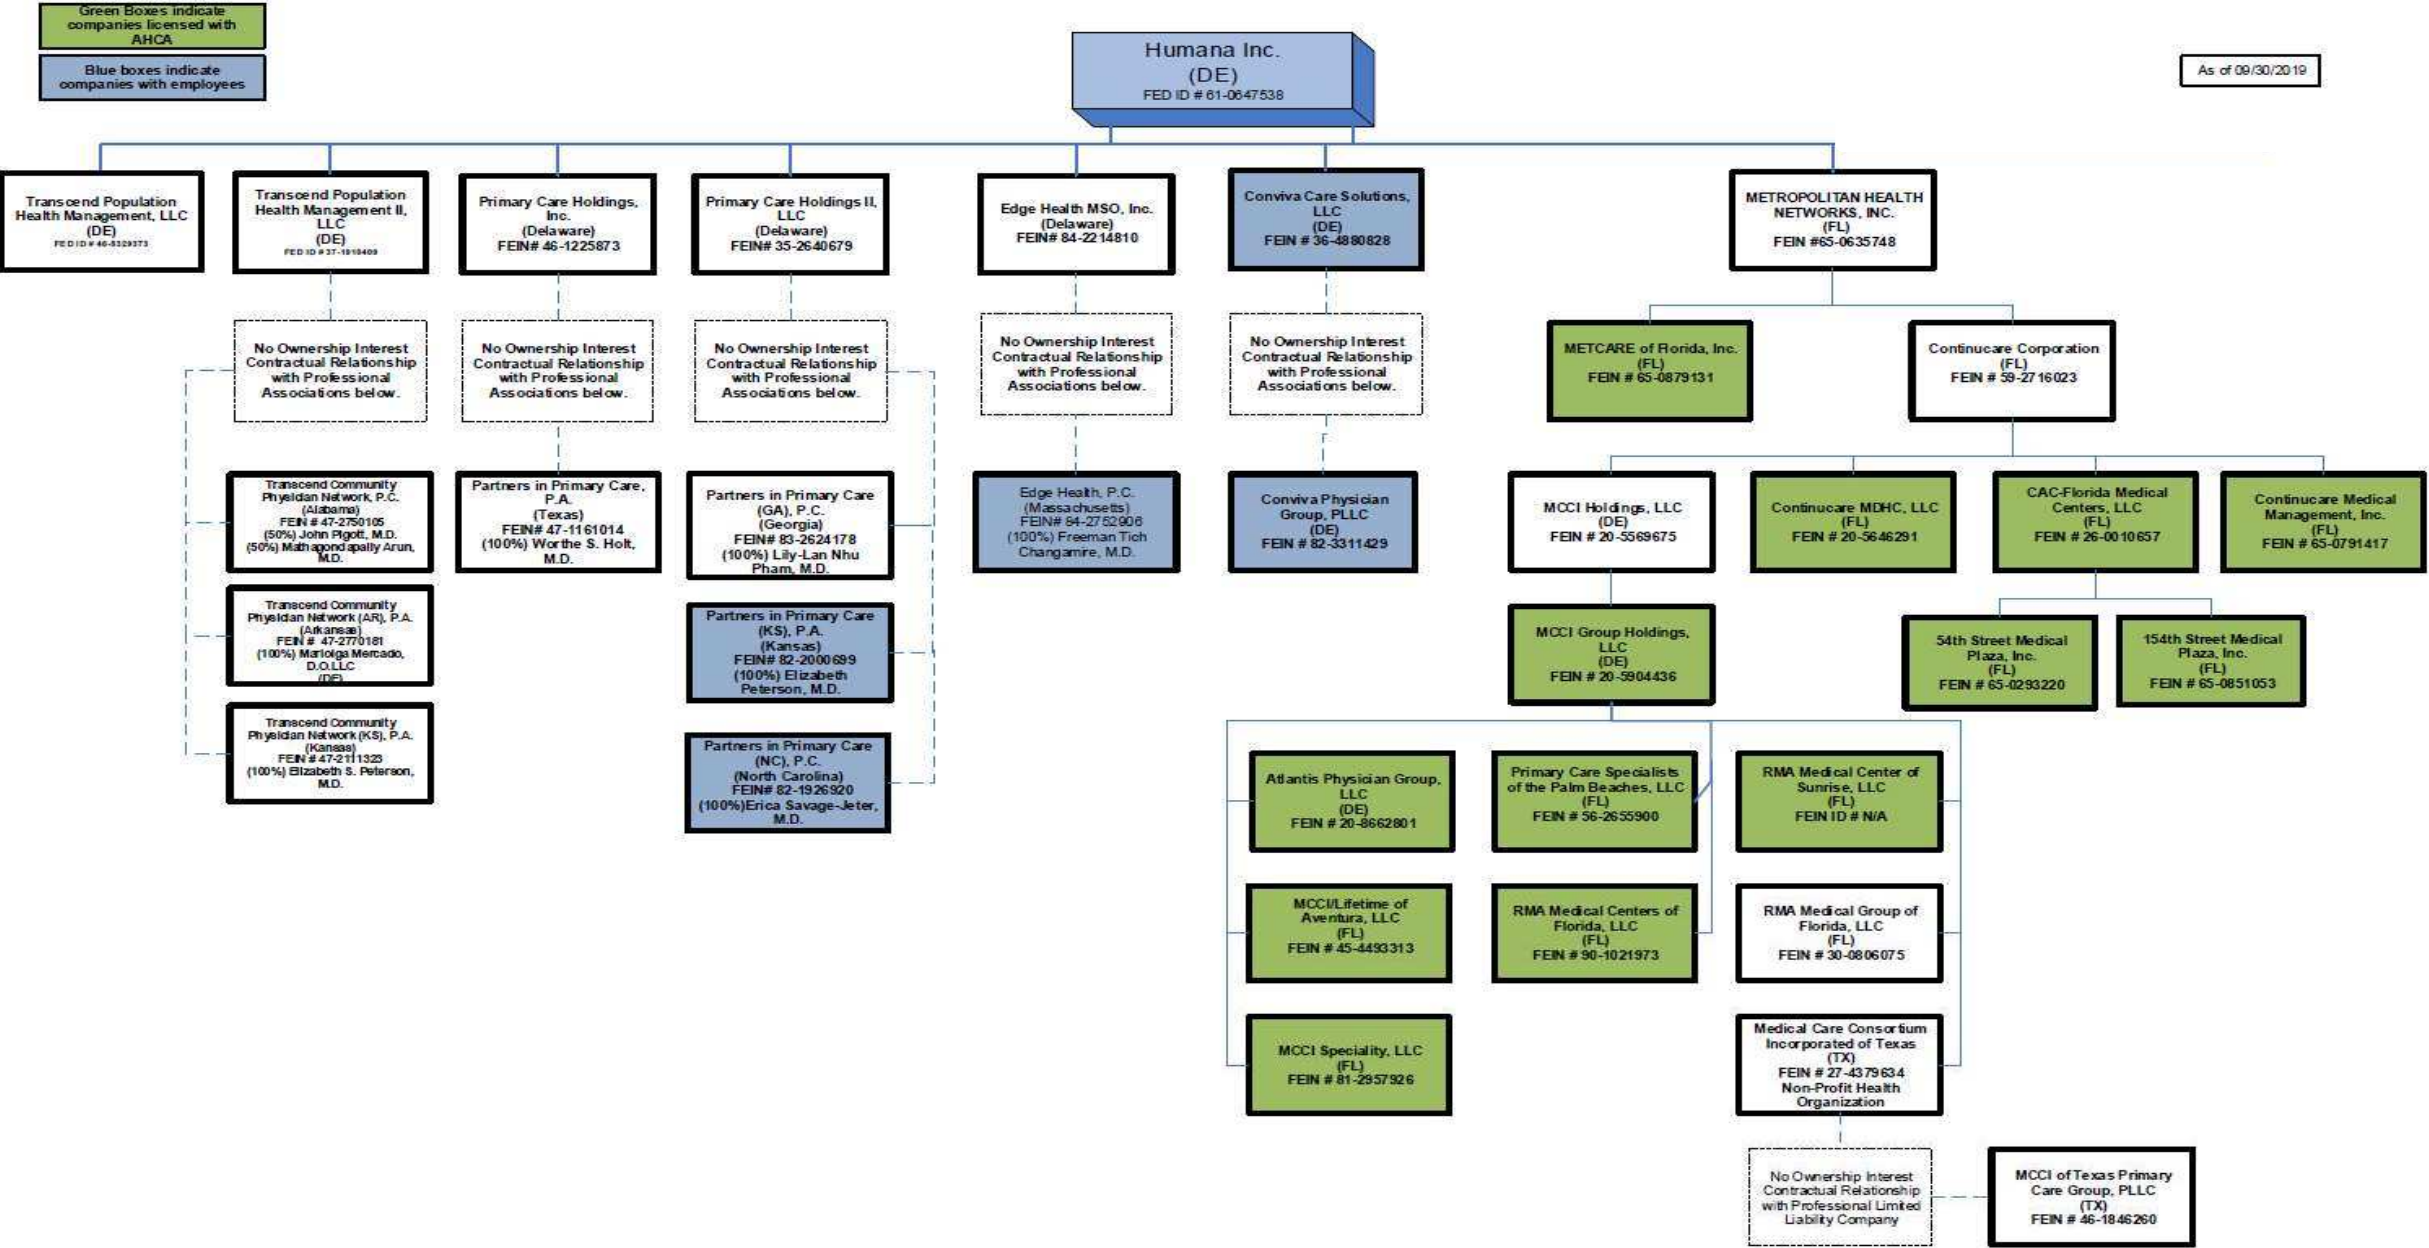 Green Boxes indicate
companies licensed with
AHCA
Blue boxes indicate
companies with employees
Humana Inc.
(DE)
FED ID # 61-0647538
As of 09/30/2019
Transcend Population
Health Management, LLC
(DE)
FED ID # 46-5329373
Transcend Population
Health Management II,
LLC
(DE)
FED ID # 37-1910409
Primary Care Holdings,
Inc.
(Delaware)
FEIN# 46-1225873
Primary Care Holdings II,
LLC
(Delaware)
FEIN# 35-2640679
Edge Health MSO, Inc.
(Delaware)
FEIN# 84-2214810
Conviva Care Solutions,
LLC
(DE)
FEIN # 36-4880828
METROPOLITAN HEALTH
NETWORKS, INC.
(FL)
FEIN #65-0635748
No Ownership Interest
Contractual Relationship
with Professional
Associations below.
No Ownership Interest
Contractual Relationship
with Professional
Associations below.
No Ownership Interest
Contractual Relationship
with Professional
Associations below.
No Ownership Interest
Contractual Relationship
with Professional
Associations below.
No Ownership Interest
Contractual Relationship
with Professional
Associations below.
METCARE of Florida, Inc.
(FL)
FEIN # 65-0879131
Continucare Corporation
(FL)
FEIN # 59-2716023
Transcend Community
Physician Network, P.C.
(Alabama)
FEIN # 47-2750105
(50%) John Pigott, M.D.
(50%) Mathagondapally Arun,
M.D.
Partners in Primary Care,
P.A.
(Texas)
FEIN# 47-1161014
(100%) Worthe S. Holt,
M.D.
Partners in Primary Care
(GA), P.C.
(Georgia)
FEIN# 83-2624178
(100%) Lily-Lan Nhu
Pham, M.D.
Edge Health, P.C.
(Massachusetts)
FEIN# 84-2752906
(100%) Freeman Tich
Changamire, M.D.
Conviva Physician
Group, PLLC
(DE)
FEIN # 82-3311429
MCCI Holdings, LLC
(DE)
FEIN # 20-5569675
Continucare MDHC, LLC
(FL)
FEIN # 20-5646291
CAC-Florida Medical
Centers, LLC
(FL)
FEIN # 26-0010657
Continucare Medical
Management, Inc.
(FL)
FEIN # 65-0791417
Transcend Community
Physician Network (AR), P.A.
(Arkansas)
FEIN # 47-2770181
(100%) Mariolga Mercado,
D.O.LLC
(DE)
Partners in Primary Care
(KS), P.A.
(Kansas)
FEIN# 82-2000699
(100%) Elizabeth
Peterson, M.D.
MCCI Group Holdings,
LLC
(DE)
FEIN # 20-5904436
54th Street Medical
Plaza, Inc.
(FL)
FEIN # 65-0293220
154th Street Medical
Plaza, Inc.
(FL)
FEIN # 65-0851053
Transcend Community
Physician Network (KS), P.A.
(Kansas)
FEIN # 47-2111323
(100%) Elizabeth S. Peterson,
M.D.
Partners in Primary Care
(NC), P.C.
(North Carolina)
FEIN# 82-1926920
(100%)Erica Savage-Jeter,
M.D.
Atlantis Physician Group,
LLC
(DE)
FEIN # 20-8662801
Primary Care Specialists
of the Palm Beaches, LLC
(FL)
FEIN # 56-2655900
RMA Medical Center of
Sunrise, LLC
(FL)
FEIN ID # N/A
MCCI/Lifetime of
Aventura, LLC
(FL)
FEIN # 45-4493313
RMA Medical Centers of
Florida, LLC
(FL)
FEIN # 90-1021973
RMA Medical Group of
Florida, LLC
(FL)
FEIN # 30-0806075
MCCI Speciality, LLC
(FL)
FEIN # 81-2957926
Medical Care Consortium
Incorporated of Texas
(TX)
FEIN # 27-4379634
Non-Profit Health
Organization
No Ownership Interest
Contractual Relationship
with Professional Limited
Liability Company
MCCI of Texas Primary
Care Group, PLLC
(TX)
FEIN # 46-1846260